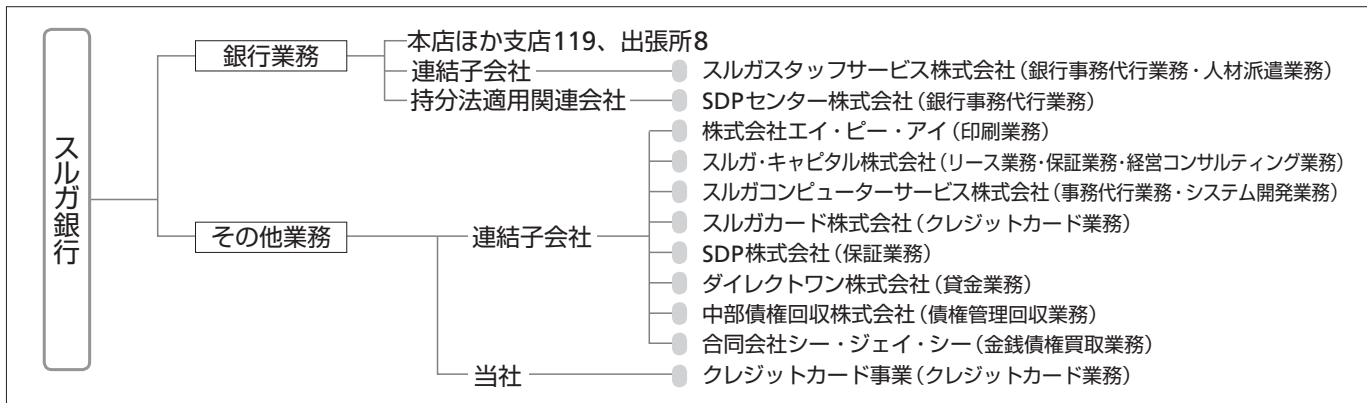 スルガ銀行
銀行業務
本店ほか支店119、出張所8
連結子会社 スルガスタッフサービス株式会社(銀行事務代行業務・人材派遣業務)
持分法適用関連会社 SDPセンター株式会社(銀行事務代行業務)
その他業務
連結子会社
株式会社エイ・ピー・アイ(印刷業務)
スルガ・キャピタル株式会社(リース業務・保証業務・経営コンサルティング業務)
スルガコンピューターサービス株式会社(事務代行業務・システム開発業務)
スルガカード株式会社(クレジットカード業務)
SDP株式会社(保証業務)
ダイレクトワン株式会社(貸金業務)
中部債権回収株式会社(債権管理回収業務)
合同会社シー・ジェイ・シー(金銭債権買取業務)
当社 クレジットカード事業(クレジットカード業務)